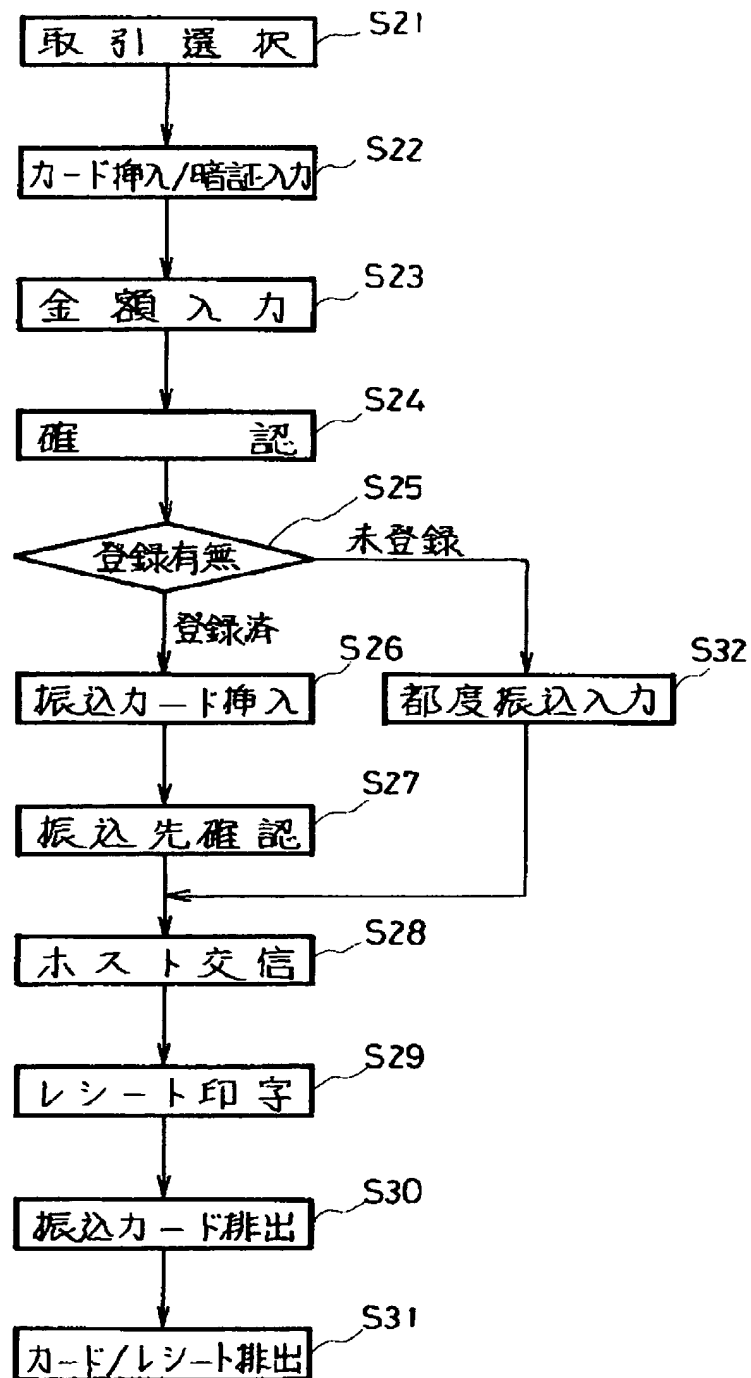 取引選択 S21
カード挿入/暗証入力 S22
金額入力 S23
確認 S24
登録有無 S25
未登録
登録済
振込カード挿入 S26
都度振込入力 S32
振込先確認 S27
ホスト交信 S28
レシート印字 S29
振込カード排出 S30
カード/レシート排出 S31